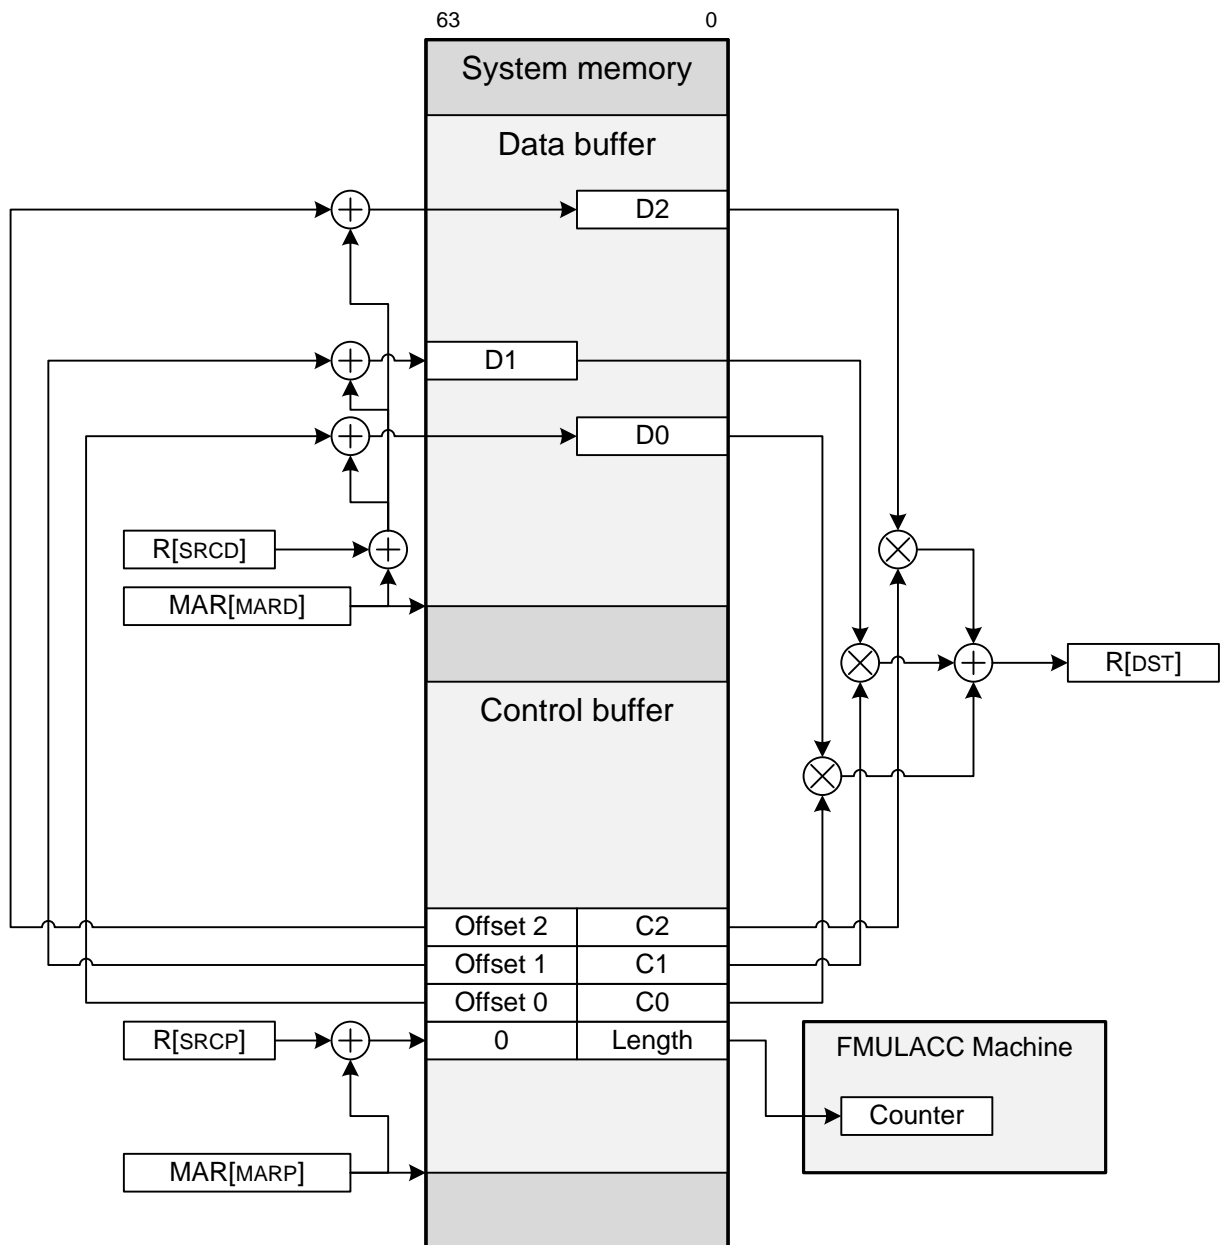 63 0
System memory
Data buffer
D2
D1
D0
R[SRCD]
MAR[MARD]
R[DST]
Control buffer
Offset 2 C2
Offset 1 C1
Offset 0 C0
R[SRCP] 0 Length
FMULACC Machine
Counter
MAR[MARP]